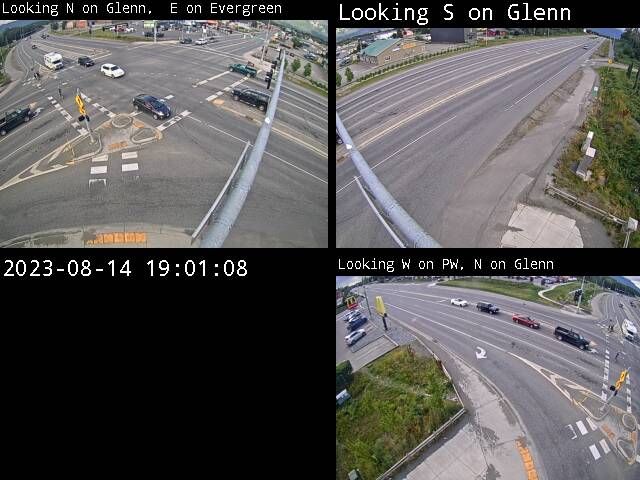 Looking N on Glenn,  E on Evergreen
Looking S on Glenn
2023-08-14 19:01:08
Looking W on PW, N on Glenn